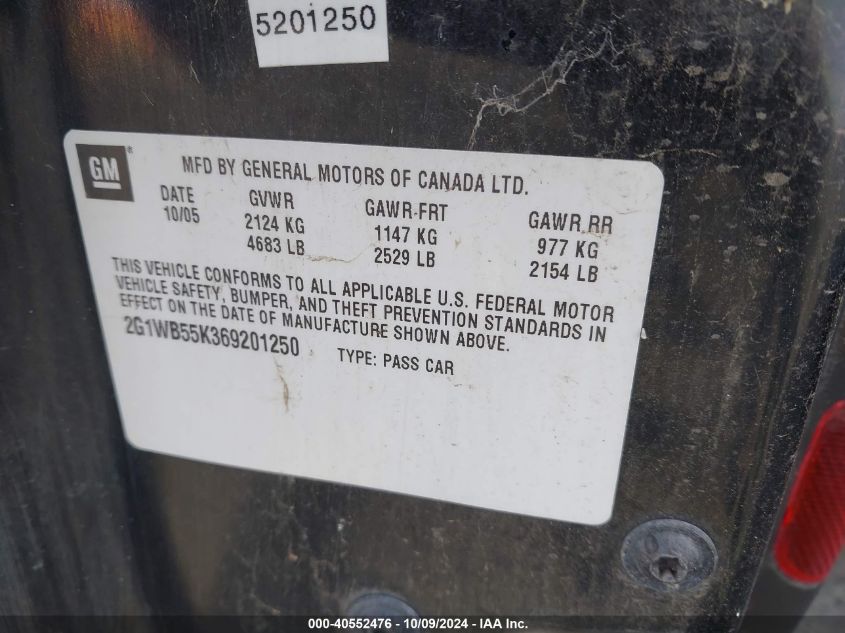 5201250
GM®
MFD BY GENERAL MOTORS OF CANADA LTD.
DATE GVWR GAWR FRT GAWR RR
10/05 2124 KG 1147 KG 977 KG
4683 LB 2529 LB 2154 LB
THIS VEHICLE CONFORMS TO ALL APPLICABLE U.S. FEDERAL MOTOR
VEHICLE SAFETY, BUMPER, AND THEFT PREVENTION STANDARDS IN
EFFECT ON THE DATE OF MANUFACTURE SHOWN ABOVE.
2G1WB55K369201250 TYPE: PASS CAR
000-40552476 - 10/09/2024 - IAA Inc.